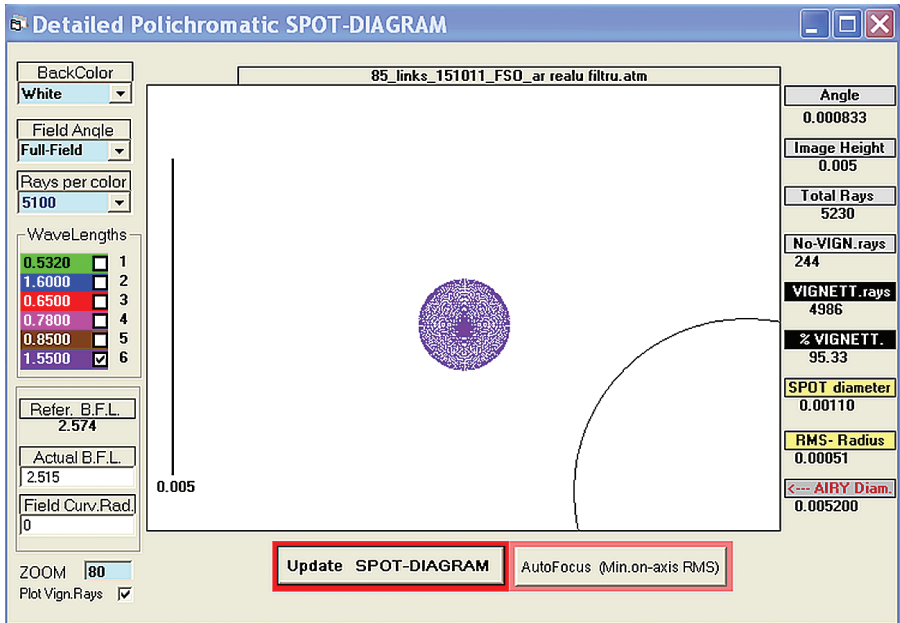 Detailed Polichromatic SPOT-DIAGRAM
85_links_151011_FSO_ar realu filtru.atm
BackColor
White
Field Angle
Full-Field
Rays per color
5100
WaveLengths
0.5320 1
1.6000 2
0.6500 3
0.7800 4
0.8500 5
1.5500 6
Refer. B.F.L.
2.574
Actual B.F.L.
2.515
Field Curv.Rad.
0
ZOOM 80
Plot Vign.Rays
0.005
Update SPOT-DIAGRAM
AutoFocus (Min.on-axis RMS)
Angle
0.000833
Image Height
0.005
Total Rays
5230
No-VIGN.rays
244
VIGNETT.rays
4986
% VIGNETT.
95.33
SPOT diameter
0.00110
RMS- Radius
0.00051
<--- AIRY Diam.
0.005200